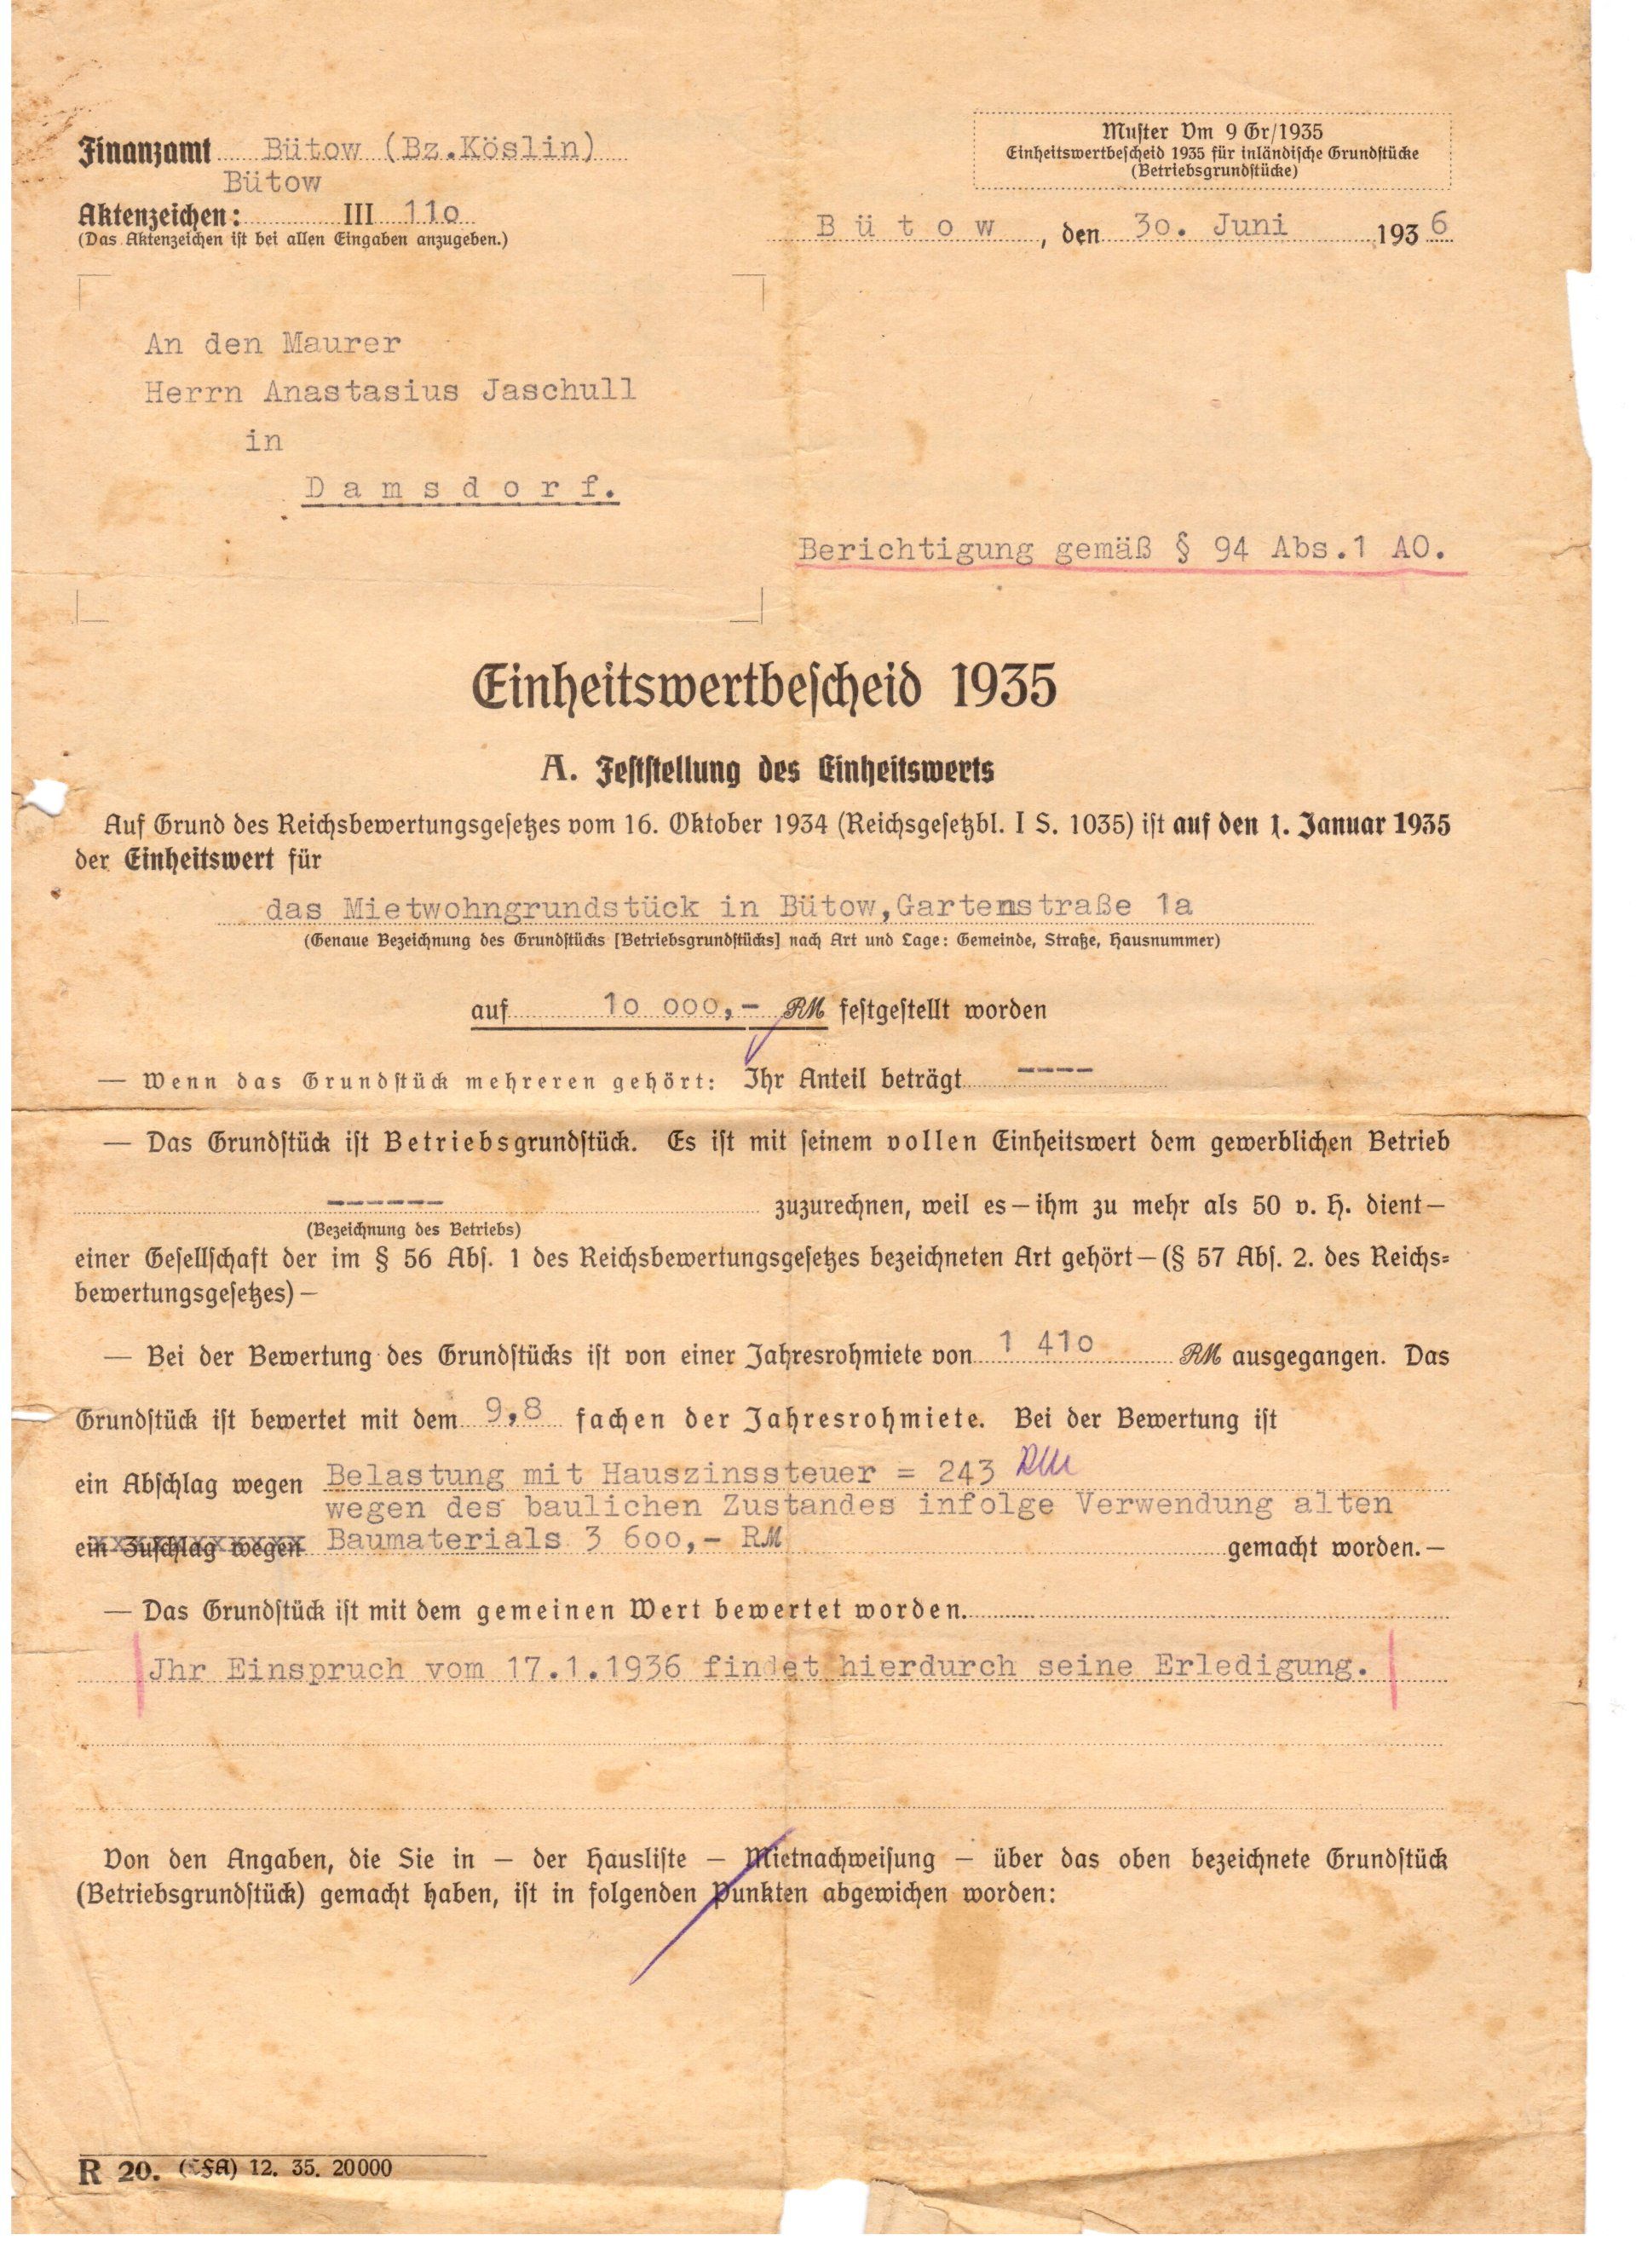 Finanzamt Bütow (Bz.Köslin)
Bütow
Aktenzeichen: III 110
(Das Aktenzeichen ist bei allen Eingaben anzugeben.)
Muster Vm 9 Gr/1935
Einheitswertbescheid 1935 für inländische Grundstücke
(Betriebsgrundstücke)
Bütow, den 30. Juni 1936
An den Maurer
Herrn Anastasius Jaschull
in
Damsdorf.
Berichtigung gemäß § 94 Abs.1 AO.
Einheitswertbescheid 1935
A. Feststellung des Einheitswerts
Auf Grund des Reichsbewertungsgesetzes vom 16. Oktober 1934 (Reichsgesetzbl. I S. 1035) ist auf den 1. Januar 1935
der Einheitswert für
das Mietwohngrundstück in Bütow,Gartenstraße 1a
(Genaue Bezeichnung des Grundstücks [Betriebsgrundstücks] nach Art und Lage: Gemeinde, Straße, Hausnummer)
auf 10 000,- RM festgestellt worden
— Wenn das Grundstück mehreren gehört: Ihr Anteil beträgt ----
— Das Grundstück ist Betriebsgrundstück. Es ist mit seinem vollen Einheitswert dem gewerblichen Betrieb
------ zuzurechnen, weil es — ihm zu mehr als 50 v. H. dient —
(Bezeichnung des Betriebs)
einer Gesellschaft der im § 56 Abs. 1 des Reichsbewertungsgesetzes bezeichneten Art gehört — (§ 57 Abs. 2. des Reichs-
bewertungsgesetzes) —
— Bei der Bewertung des Grundstücks ist von einer Jahresrohmiete von 1 410 RM ausgegangen. Das
Grundstück ist bewertet mit dem 9,8 fachen der Jahresrohmiete. Bei der Bewertung ist
ein Abschlag wegen Belastung mit Hauszinssteuer = 243 RM
wegen des baulichen Zustandes infolge Verwendung alten
ein Zuschlag wegen Baumaterials 3 600,- RM gemacht worden. —
— Das Grundstück ist mit dem gemeinen Wert bewertet worden.
Jhr Einspruch vom 17.1.1936 findet hierdurch seine Erledigung.
Von den Angaben, die Sie in — der Hausliste — Mietnachweisung — über das oben bezeichnete Grundstück
(Betriebsgrundstück) gemacht haben, ist in folgenden Punkten abgewichen worden:
R 20. (LFA) 12. 35. 20000